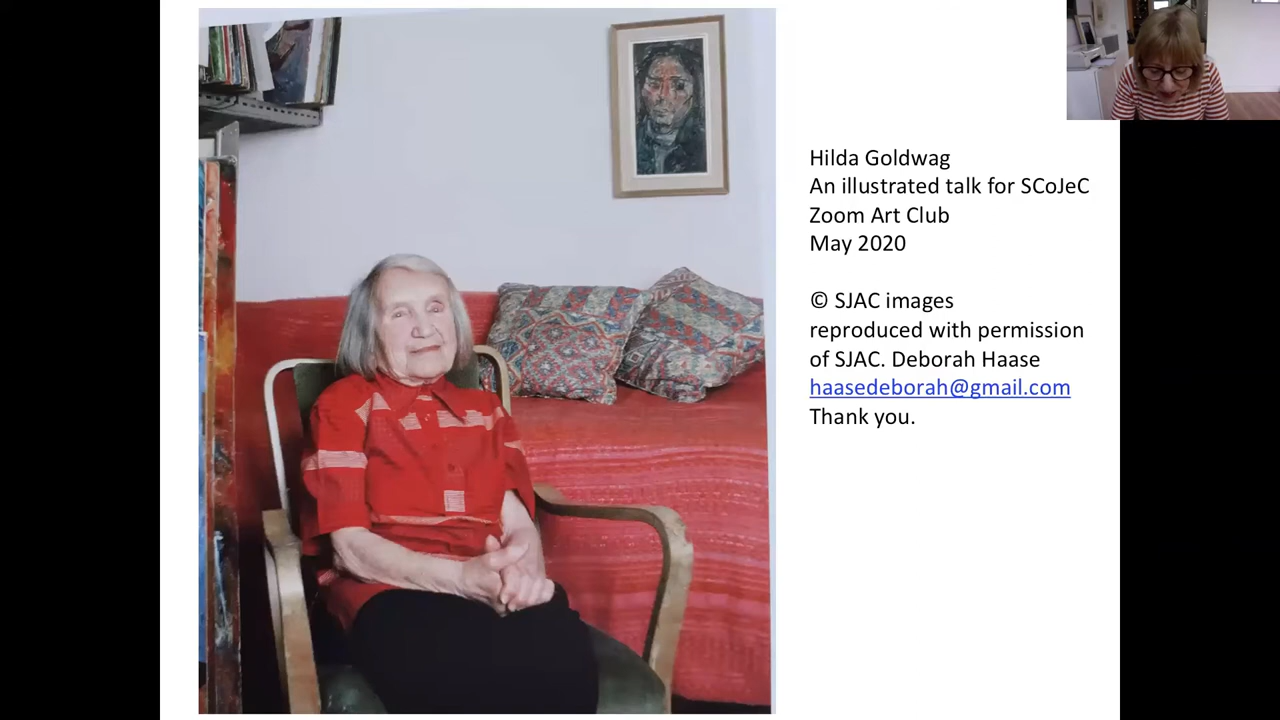 Hilda Goldwag
An illustrated talk for SCoJeC
Zoom Art Club
May 2020
© SJAC images
reproduced with permission
of SJAC. Deborah Haase
haasedeborah@gmail.com
Thank you.